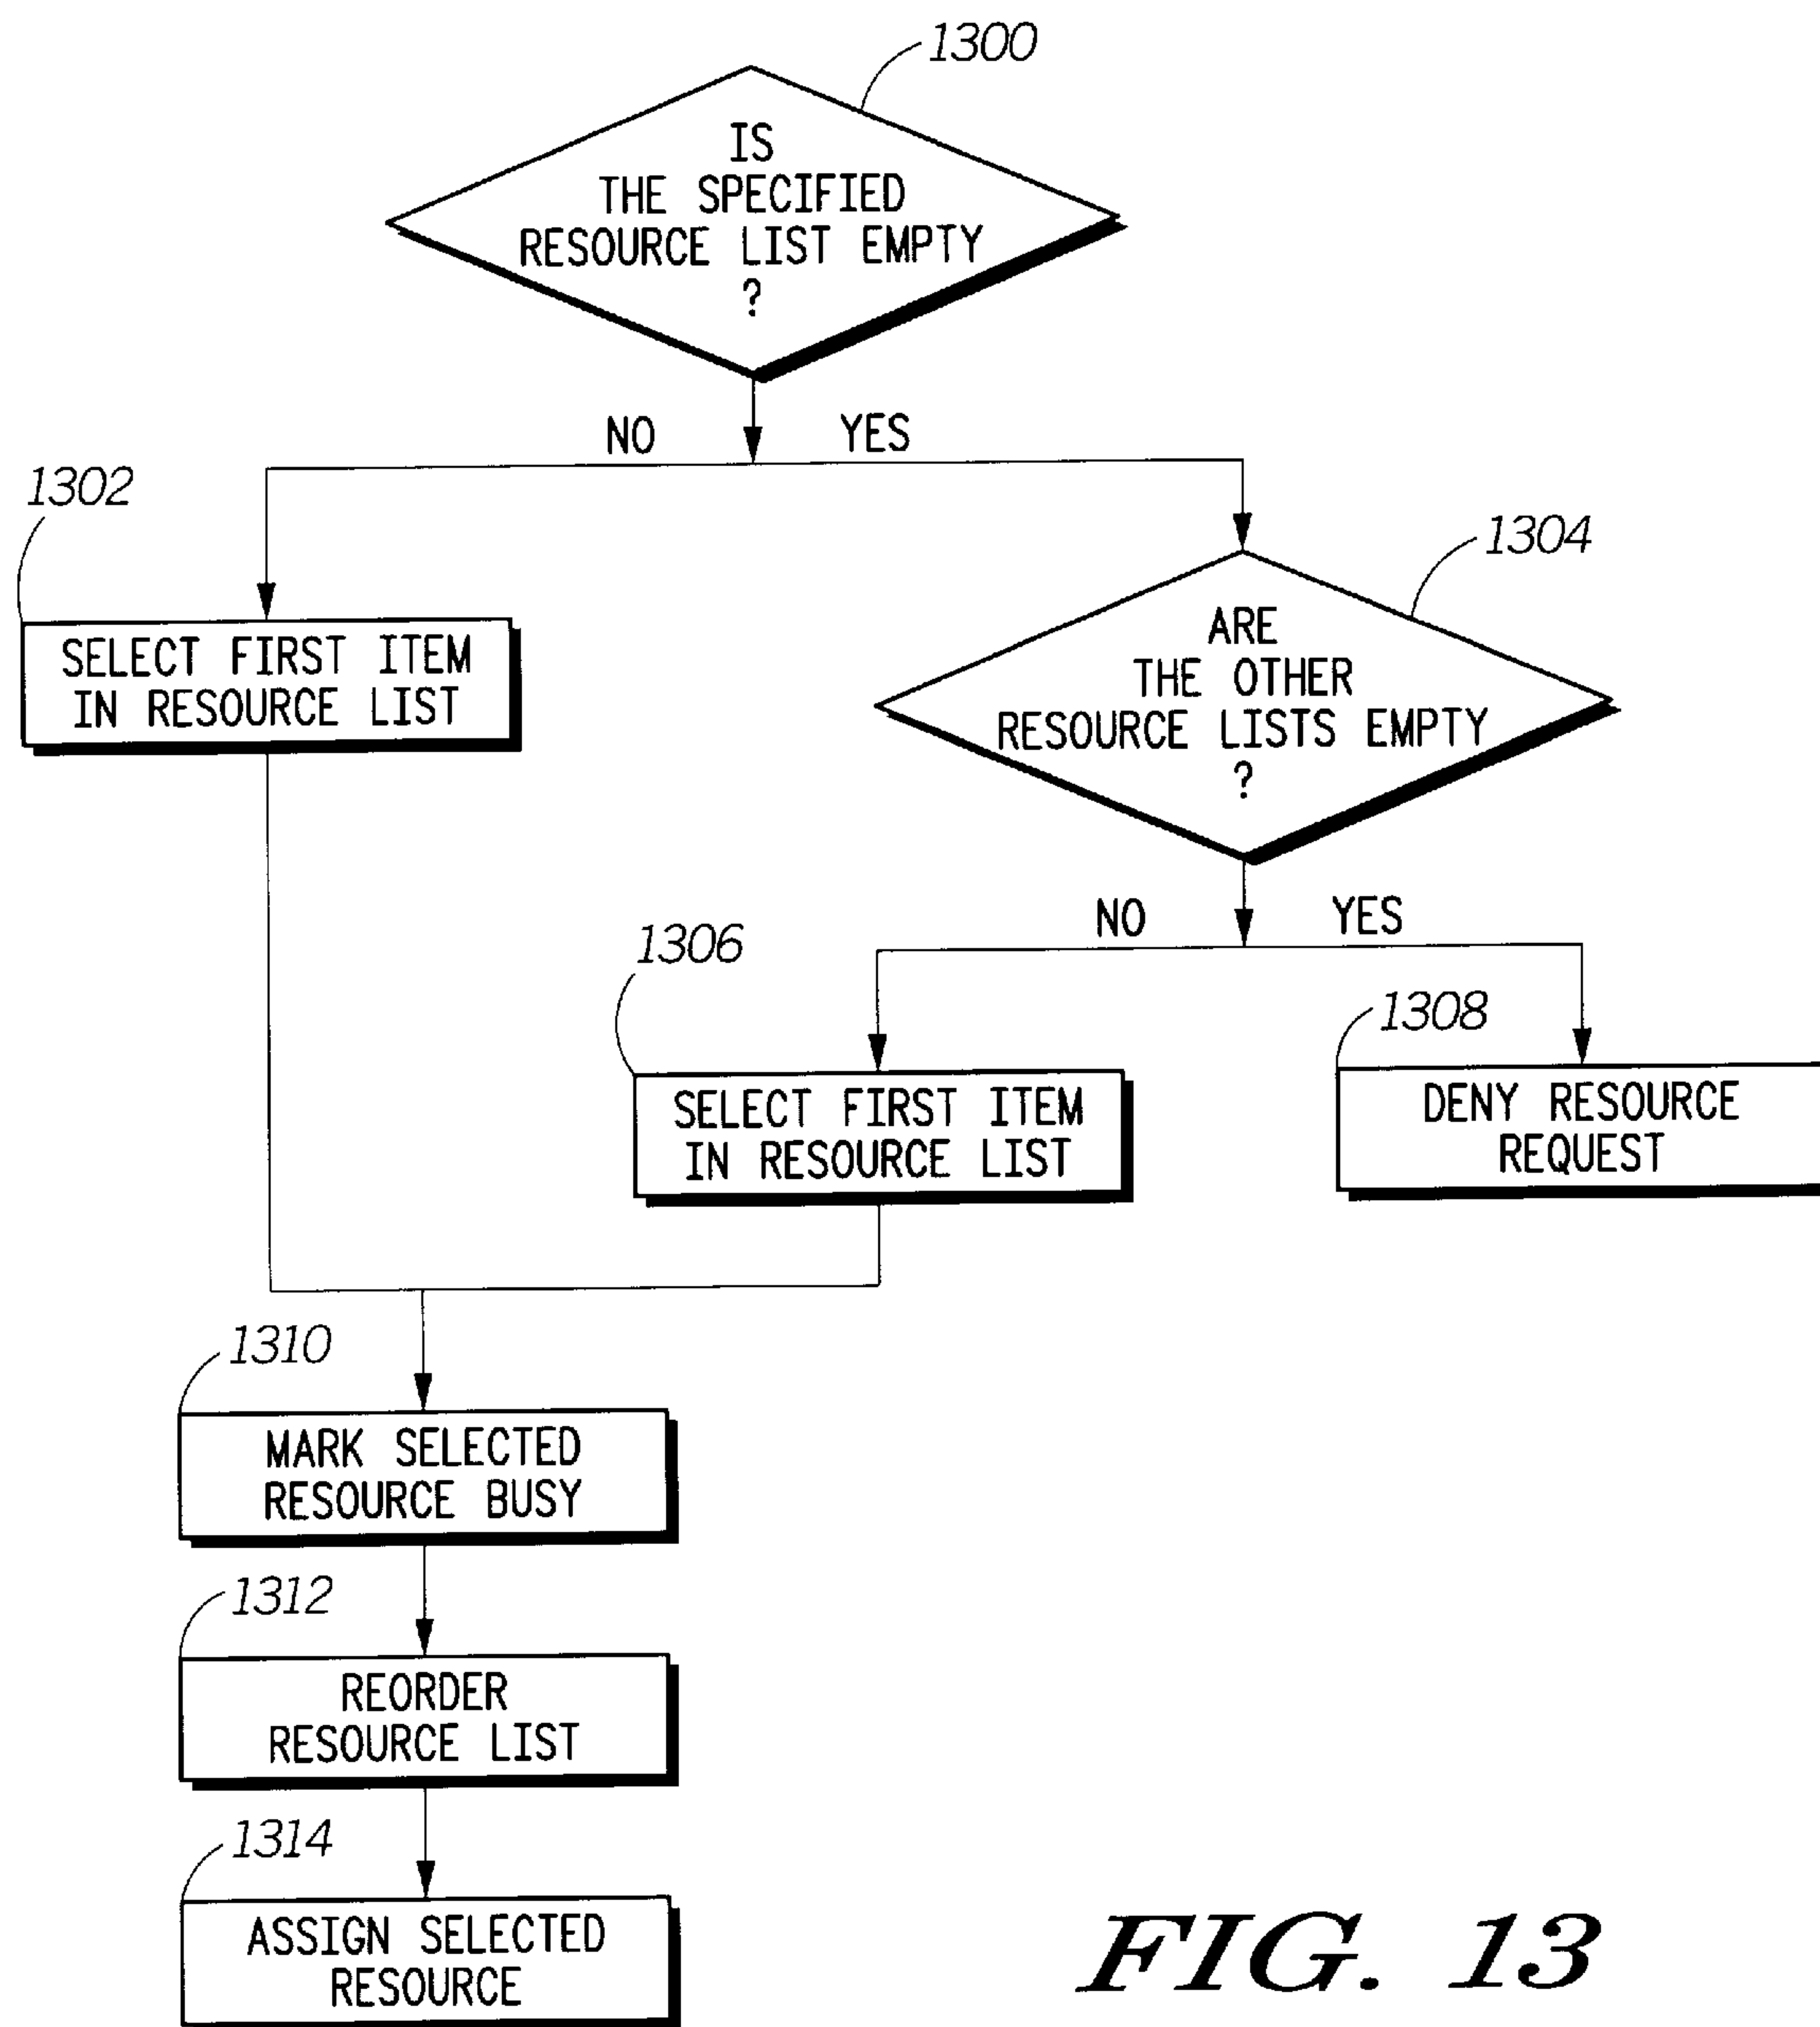 1300
IS
THE SPECIFIED
RESOURCE LIST EMPTY
?
NO YES
1302
SELECT FIRST ITEM
IN RESOURCE LIST
1304
ARE
THE OTHER
RESOURCE LISTS EMPTY
?
NO YES
1306
SELECT FIRST ITEM
IN RESOURCE LIST
1308
DENY RESOURCE
REQUEST
1310
MARK SELECTED
RESOURCE BUSY
1312
REORDER
RESOURCE LIST
1314
ASSIGN SELECTED
RESOURCE
FIG. 13